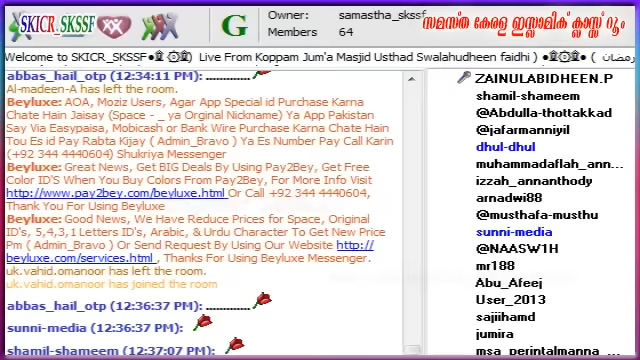 SKICR_SKSSF
G
Owner: samastha_skssf
Members 64
സമസ്ത കേരള ഇസ്ലാമിക് ക്ലാസ്സ് റൂം
Welcome to SKICR_SKSSF Live From Koppam Jum'a Masjid Usthad Swalahudheen faidhi )
abbas_hail_otp (12:34:11 PM): .............
Al-madeen-A has left the room.
Beyluxe: AOA, Moziz Users, Agar App Special id Purchase Karna
Chate Hain Jaisay (Space - _ ya Orginal Nickname) Ya App Pakistan
Say Via Easypaisa, Mobicash or Bank Wire Purchase Karna Chate Hain
Tou Es id Pay Rabta Kijay ( Admin_Bravo ) Ya Es Number Pay Call Karin
(+92 344 4440604) Shukriya Messenger
Beyluxe: Great News, Get BIG Deals By Using Pay2Bey, Get Free
Color ID'S When You Buy Colors From Pay2Bey, For More Info Visit
http://www.pay2bey.com/beyluxe.html Or Call +92 344 4440604,
Thank You For Using Beyluxe
Beyluxe: Good News, We Have Reduce Prices for Space, Original
ID's, 5,4,3,1 Letters ID's, Arabic, & Urdu Character To Get New Price
Pm ( Admin_Bravo ) Or Send Request By Using Our Website http://
beyluxe.com/services.html , Thanks For Using Beyluxe Messenger.
uk.vahid.omanoor has left the room.
uk.vahid.omanoor has joined the room
abbas_hail_otp (12:36:37 PM): .............
sunni-media (12:36:37 PM):
shamil-shameem (12:37:07 PM):
ZAINULABIDHEEN.P
shamil-shameem
@Abdulla-thottakkad
@jafarmanniyil
dhul-dhul
muhammadaflah_ann...
izzah_annanthody
arnadwi88
@musthafa-musthu
sunni-media
@NAASW1H
mr188
Abu_Afeej
User_2013
sajiihamd
jumira
msa_perintalmanna_...